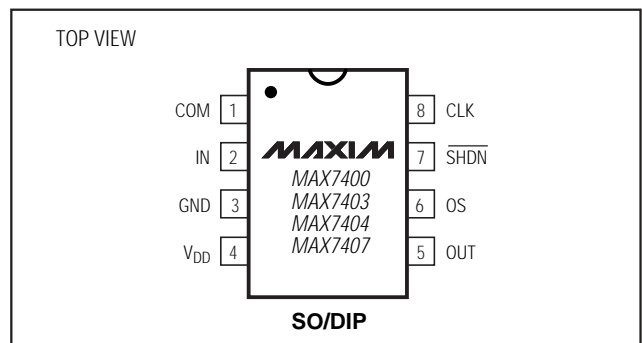 TOP VIEW
COM 1
8 CLK
IN 2
MAXIM
7 SHDN
MAX7400
MAX7403
GND 3
6 OS
MAX7404
MAX7407
VDD 4
5 OUT
SO/DIP